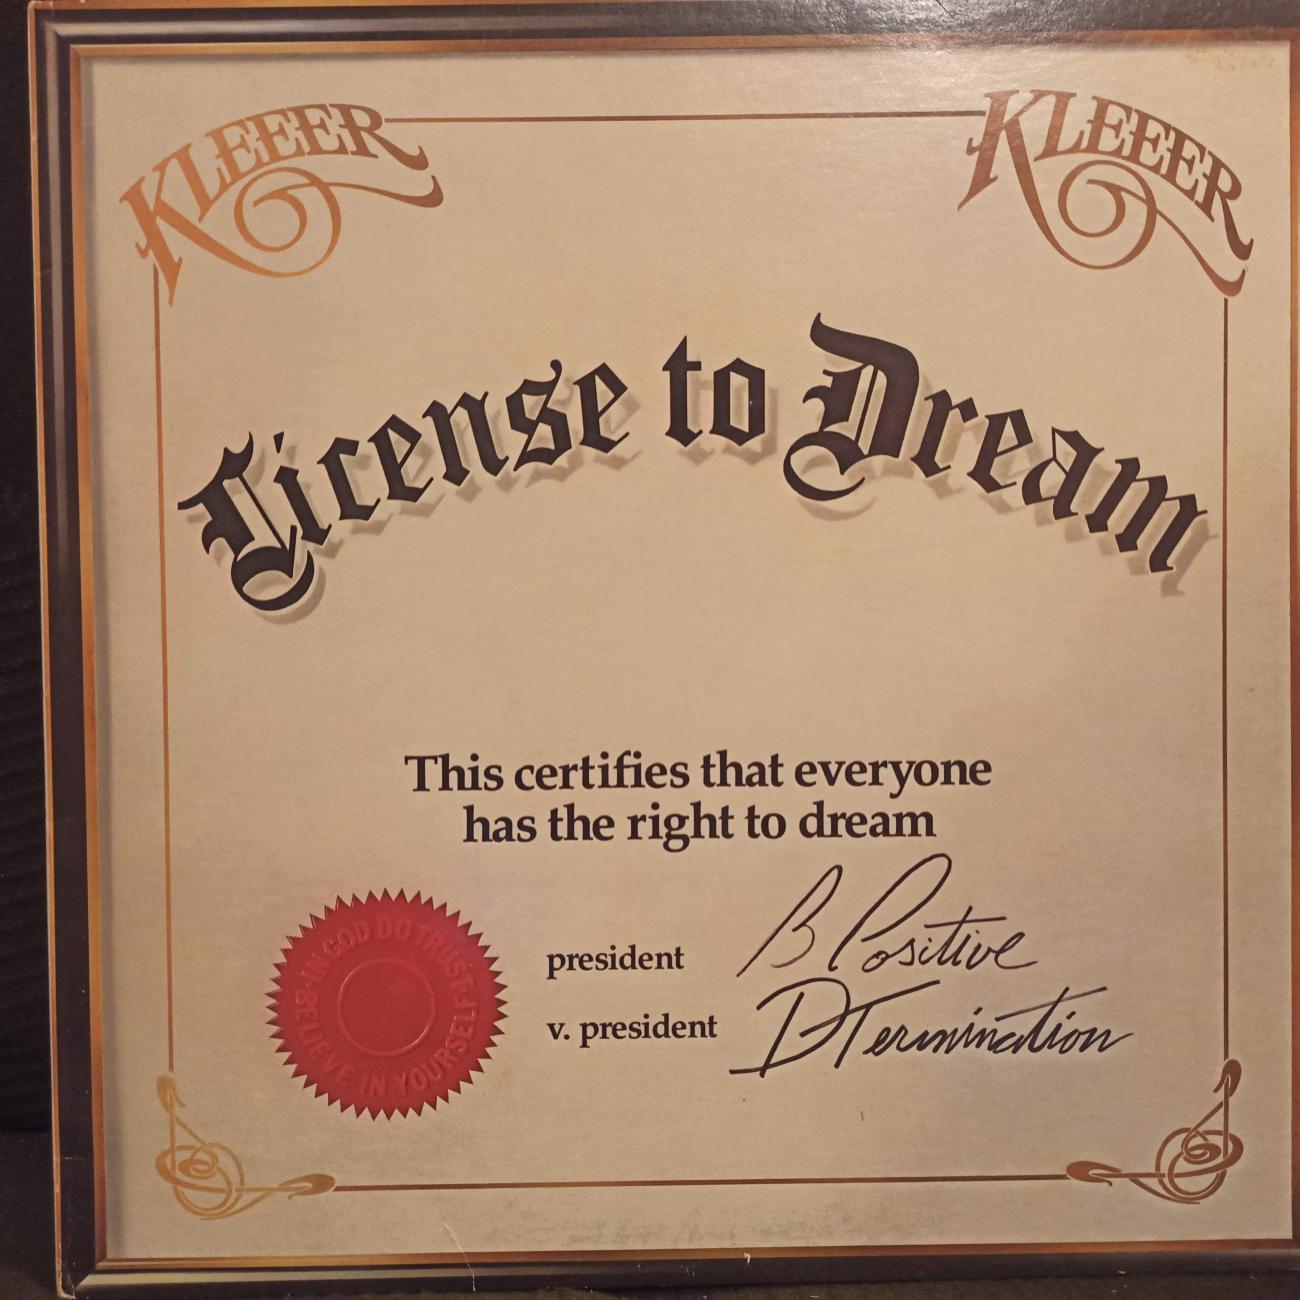 KLEEER
KLEEER
License to Dream
This certifies that everyone
has the right to dream
IN GOD DO TRUST
BELIEVE IN YOURSELF
president B Positive
v. president DTermination